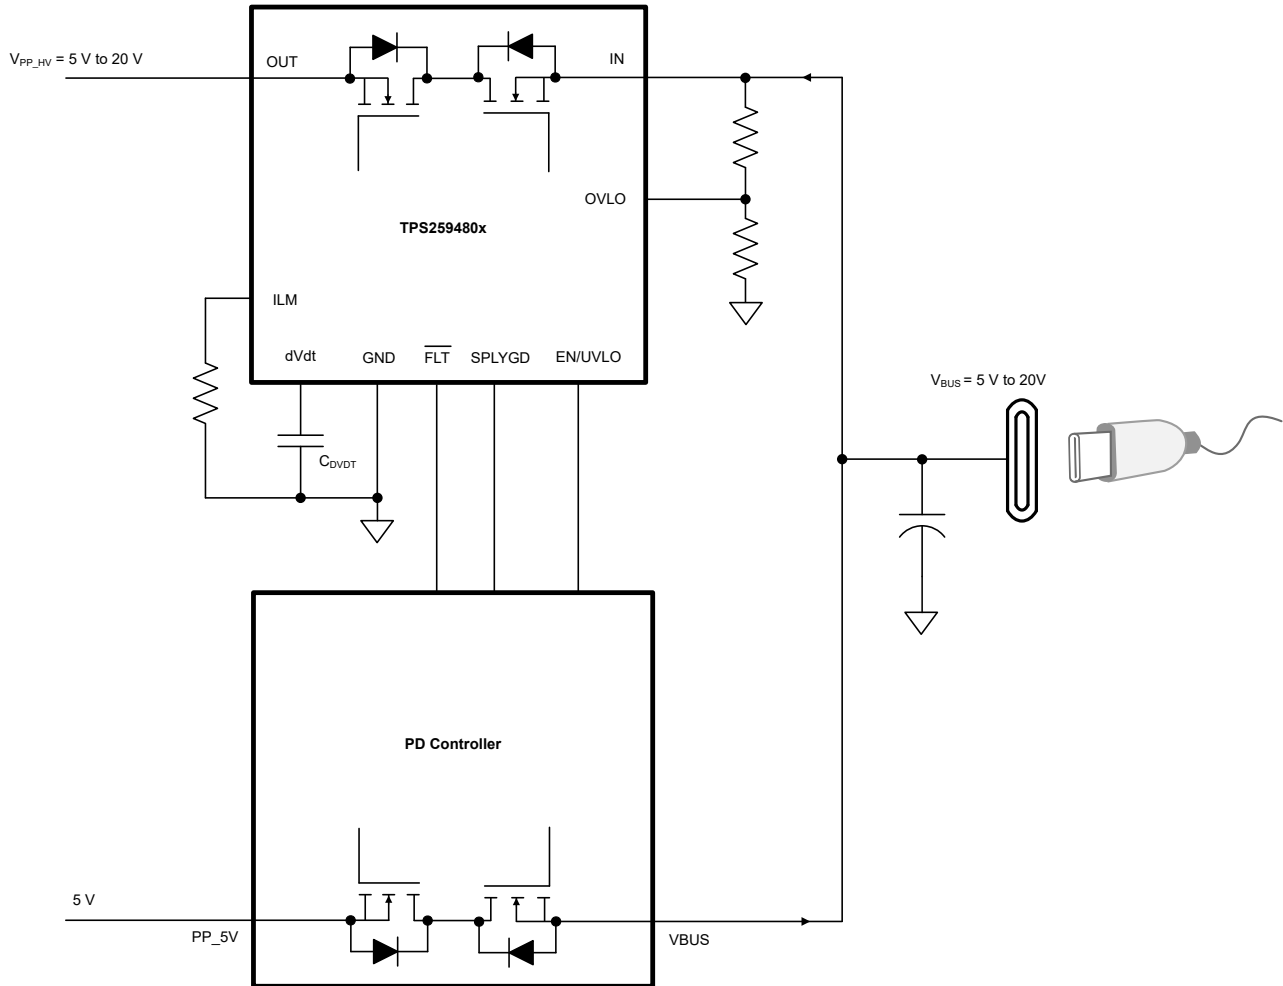 V_PP_HV = 5 V to 20 V
OUT
IN
OVLO
TPS259480x
ILM
dVdt
GND
FLT
SPLYGD
EN/UVLO
V_BUS = 5 V to 20V
C_DVDT
PD Controller
5 V
PP_5V
VBUS